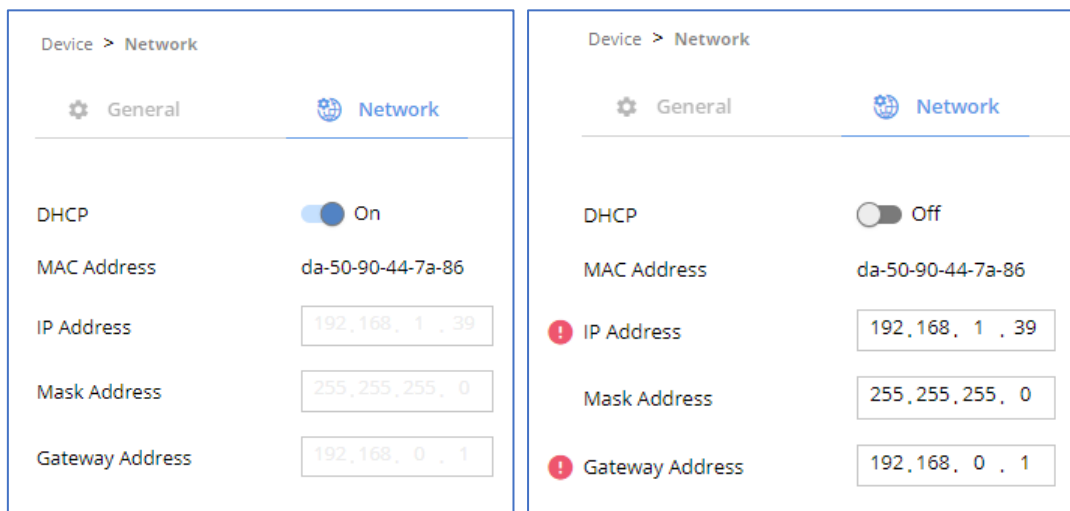 Device > Network
General
Network
DHCP
On
MAC Address
da-50-90-44-7a-86
IP Address
192.168. 1 .39
Mask Address
255.255.255. 0
Gateway Address
192.168. 0 . 1
Device > Network
General
Network
DHCP
Off
MAC Address
da-50-90-44-7a-86
IP Address
192.168. 1 .39
Mask Address
255.255.255. 0
Gateway Address
192.168. 0 . 1